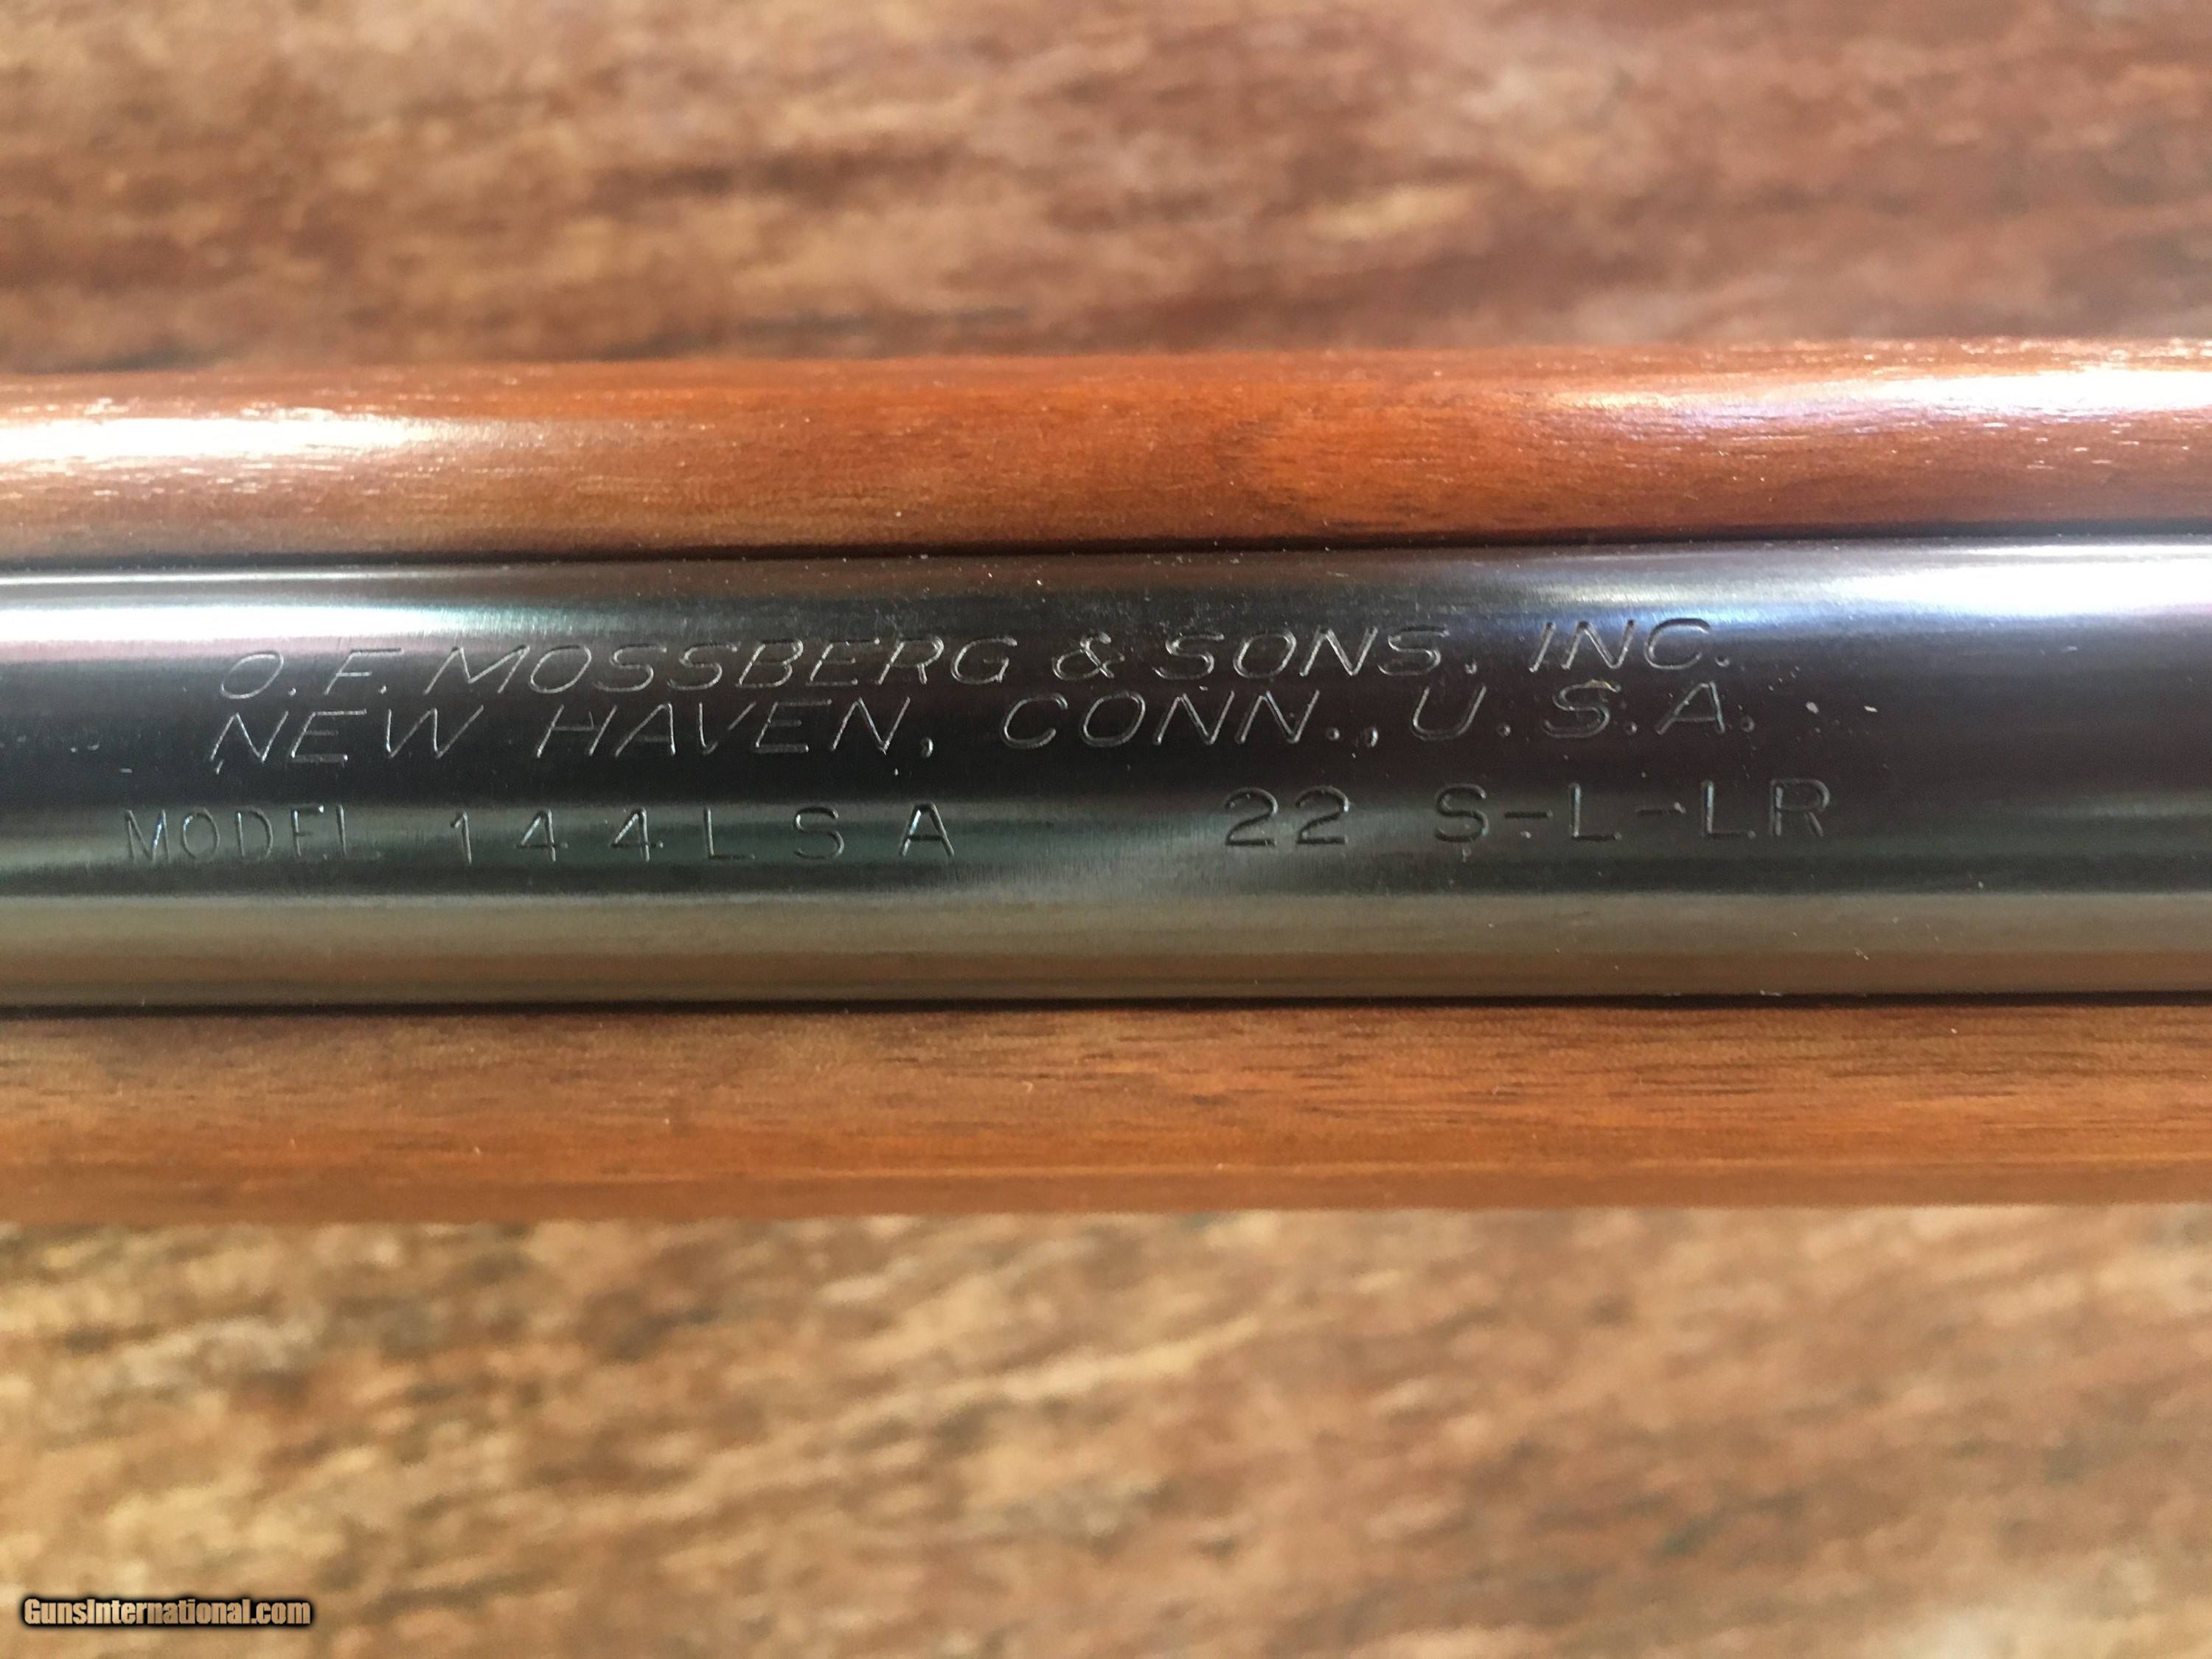 O. F. MOSSBERG & SONS, INC.
NEW HAVEN, CONN., U.S.A.
MODEL 144LSA 22 S-L-LR
GunsInternational.com